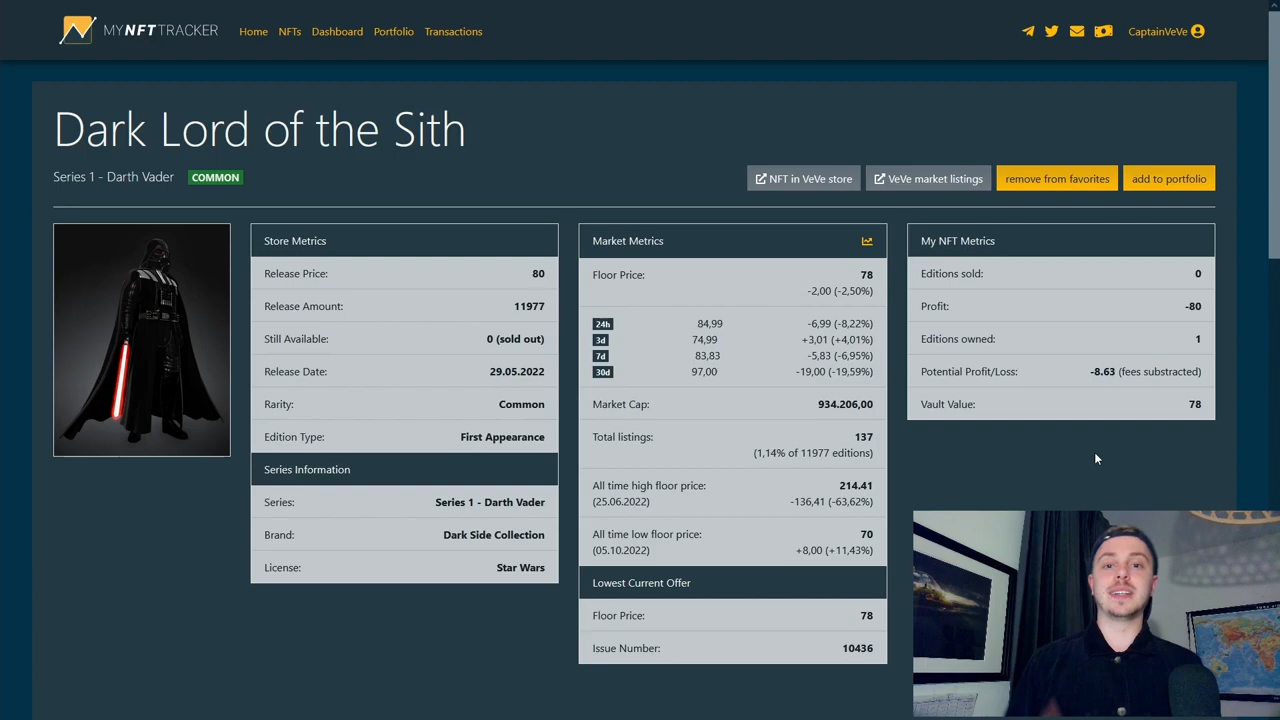 MYNFTTRACKER
Home NFTs Dashboard Portfolio Transactions
CaptainVeVe
Dark Lord of the Sith
Series 1 - Darth Vader COMMON
NFT in VeVe store VeVe market listings remove from favorites add to portfolio
Store Metrics
Release Price: 80
Release Amount: 11977
Still Available: 0 (sold out)
Release Date: 29.05.2022
Rarity: Common
Edition Type: First Appearance
Series Information
Series: Series 1 - Darth Vader
Brand: Dark Side Collection
License: Star Wars
Market Metrics
Floor Price: 78
-2,00 (-2,50%)
24h 84,99 -6,99 (-8,22%)
3d 74,99 +3,01 (+4,01%)
7d 83,83 -5,83 (-6,95%)
30d 97,00 -19,00 (-19,59%)
Market Cap: 934.206,00
Total listings: 137
(1,14% of 11977 editions)
All time high floor price: 214.41
(25.06.2022) -136,41 (-63,62%)
All time low floor price: 70
(05.10.2022) +8,00 (+11,43%)
Lowest Current Offer
Floor Price: 78
Issue Number: 10436
My NFT Metrics
Editions sold: 0
Profit: -80
Editions owned: 1
Potential Profit/Loss: -8.63 (fees substracted)
Vault Value: 78